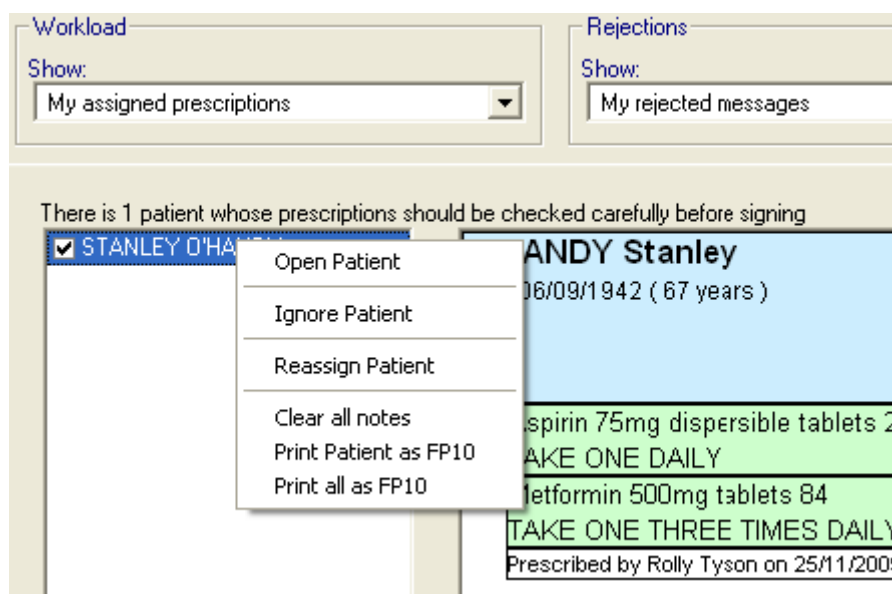 Workload
Rejections
Show:
Show:
My assigned prescriptions
My rejected messages
There is 1 patient whose prescriptions should be checked carefully before signing
STANLEY
Open Patient
Ignore Patient
Reassign Patient
Clear all notes
Print Patient as FP10
Print all as FP10
ANDY Stanley
06/09/1942 ( 67 years )
spirin 75mg dispersible tablets 2
AKE ONE DAILY
etformin 500mg tablets 84
TAKE ONE THREE TIMES DAILY
Prescribed by Rolly Tyson on 25/11/2009